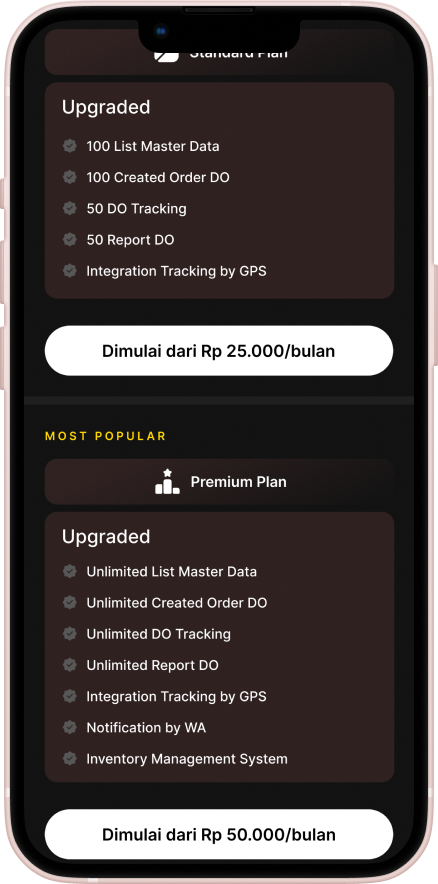 Standard Plan
Upgraded
100 List Master Data
100 Created Order DO
50 DO Tracking
50 Report DO
Integration Tracking by GPS
Dimulai dari Rp 25.000/bulan
MOST POPULAR
Premium Plan
Upgraded
Unlimited List Master Data
Unlimited Created Order DO
Unlimited DO Tracking
Unlimited Report DO
Integration Tracking by GPS
Notification by WA
Inventory Management System
Dimulai dari Rp 50.000/bulan